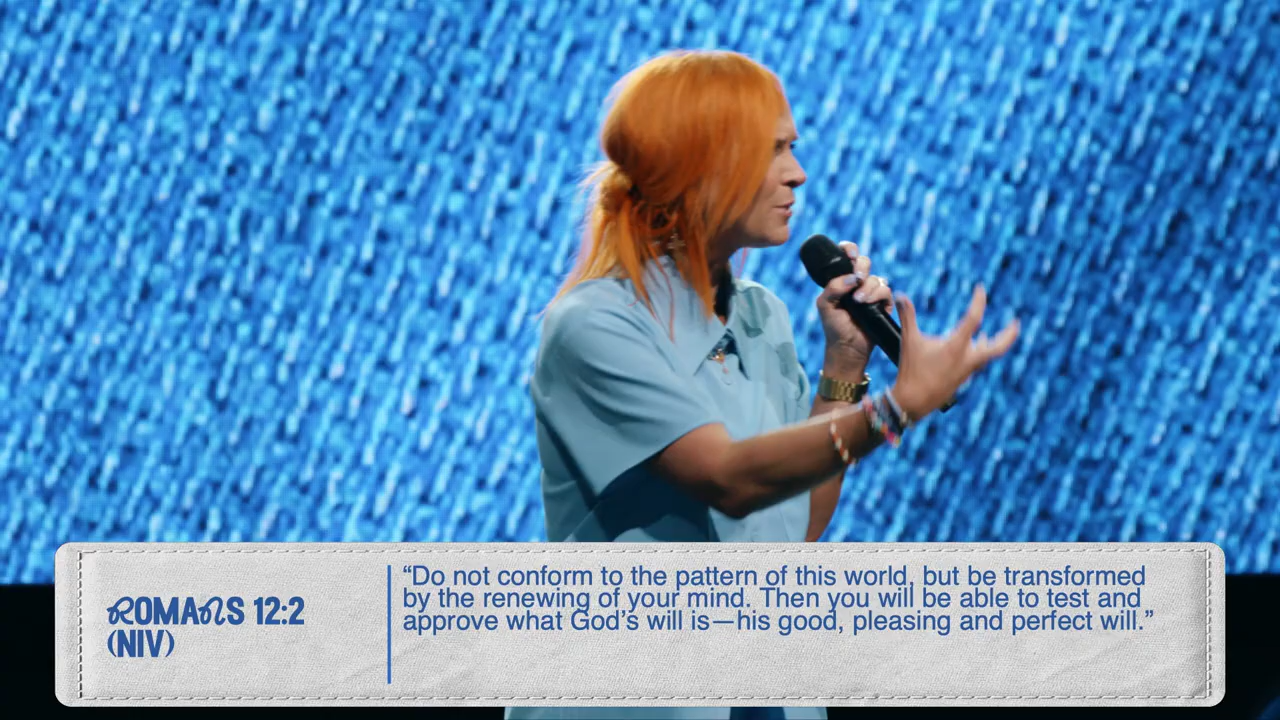 ROMANS 12:2
(NIV)
“Do not conform to the pattern of this world, but be transformed
by the renewing of your mind. Then you will be able to test and
approve what God’s will is—his good, pleasing and perfect will.”